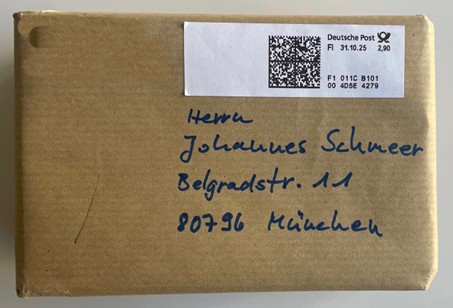 Deutsche Post
FI 31.10.25 2,90
F1 011C B101
00 4D5E 4279
Herrn
Johannes Schmeer
Belgradstr. 11
80796 München